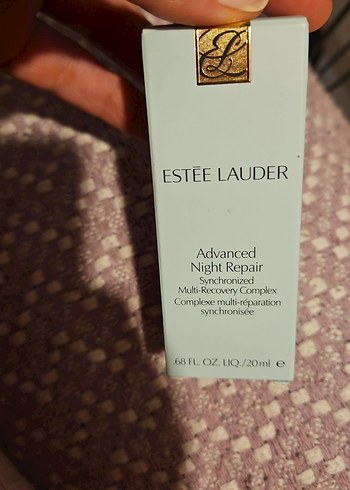 EL
ESTĒE LAUDER
Advanced
Night Repair
Synchronized
Multi-Recovery Complex
Complexe multi-réparation
synchronisée
.68 FL. OZ. LIQ./20 ml ℮